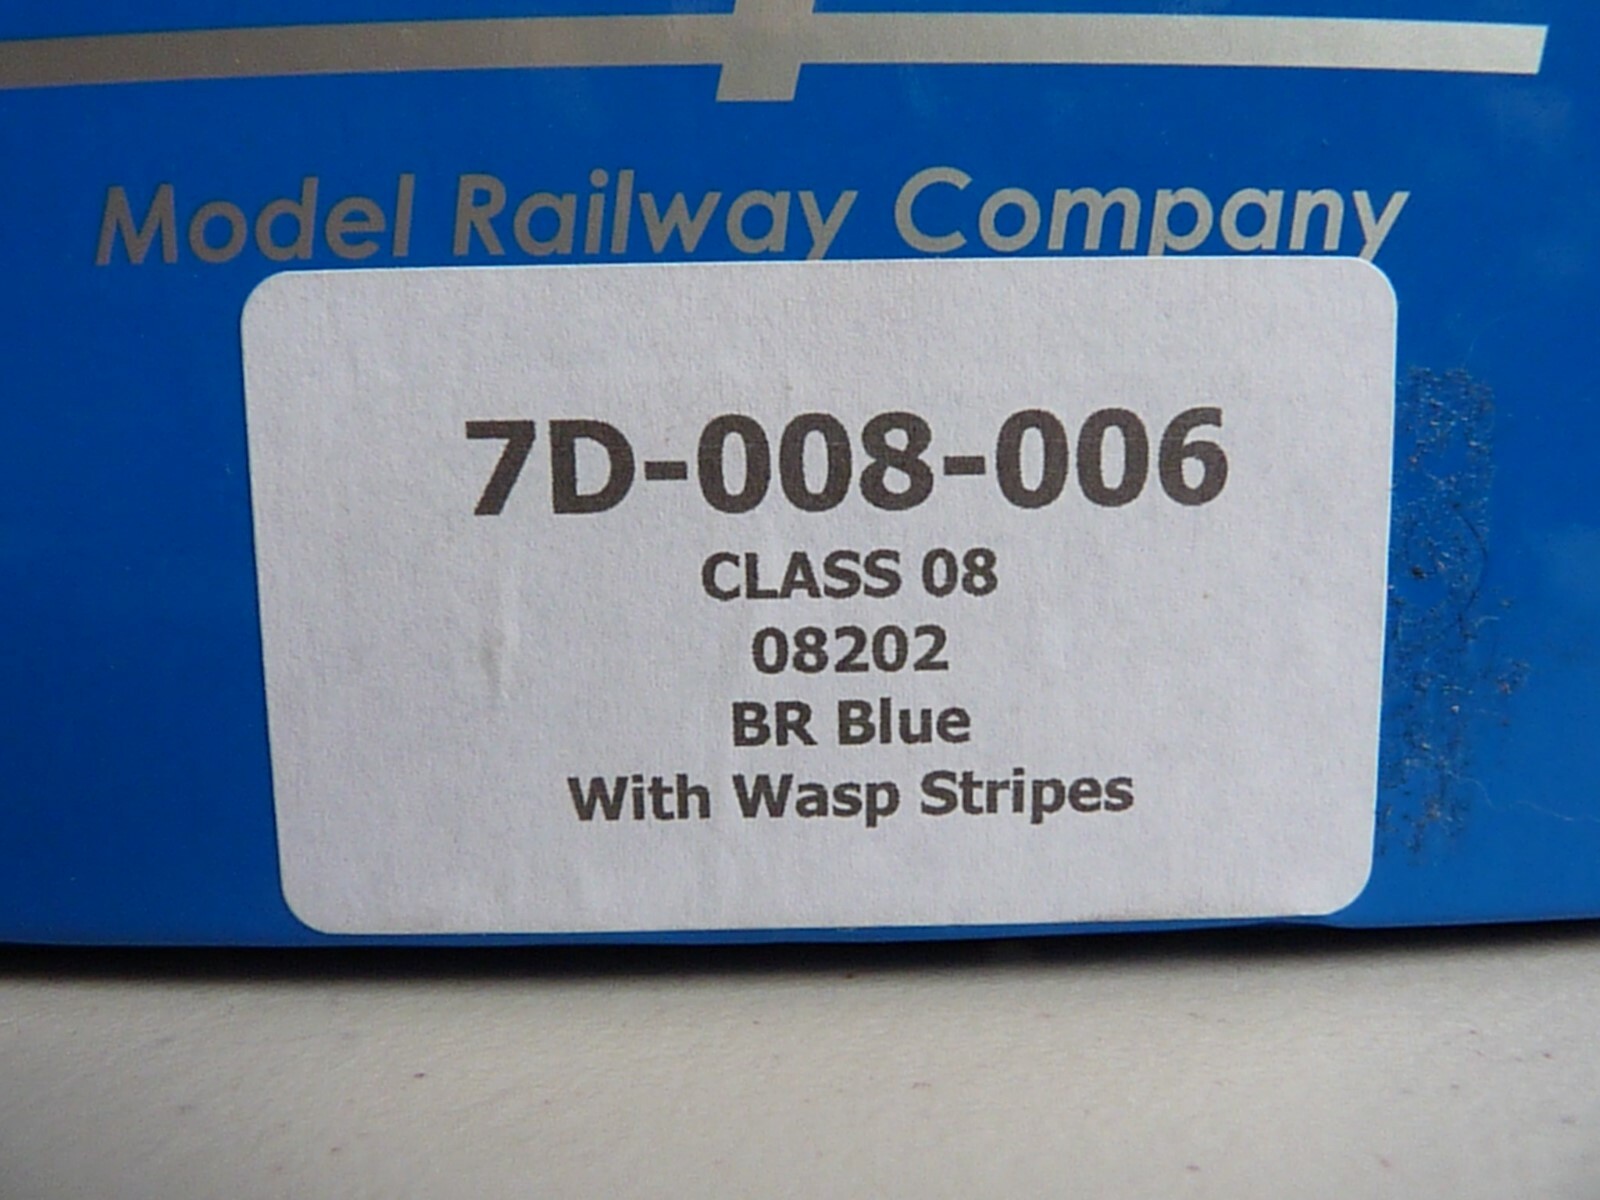 Model Railway Company
7D-008-006
CLASS 08
08202
BR Blue
With Wasp Stripes